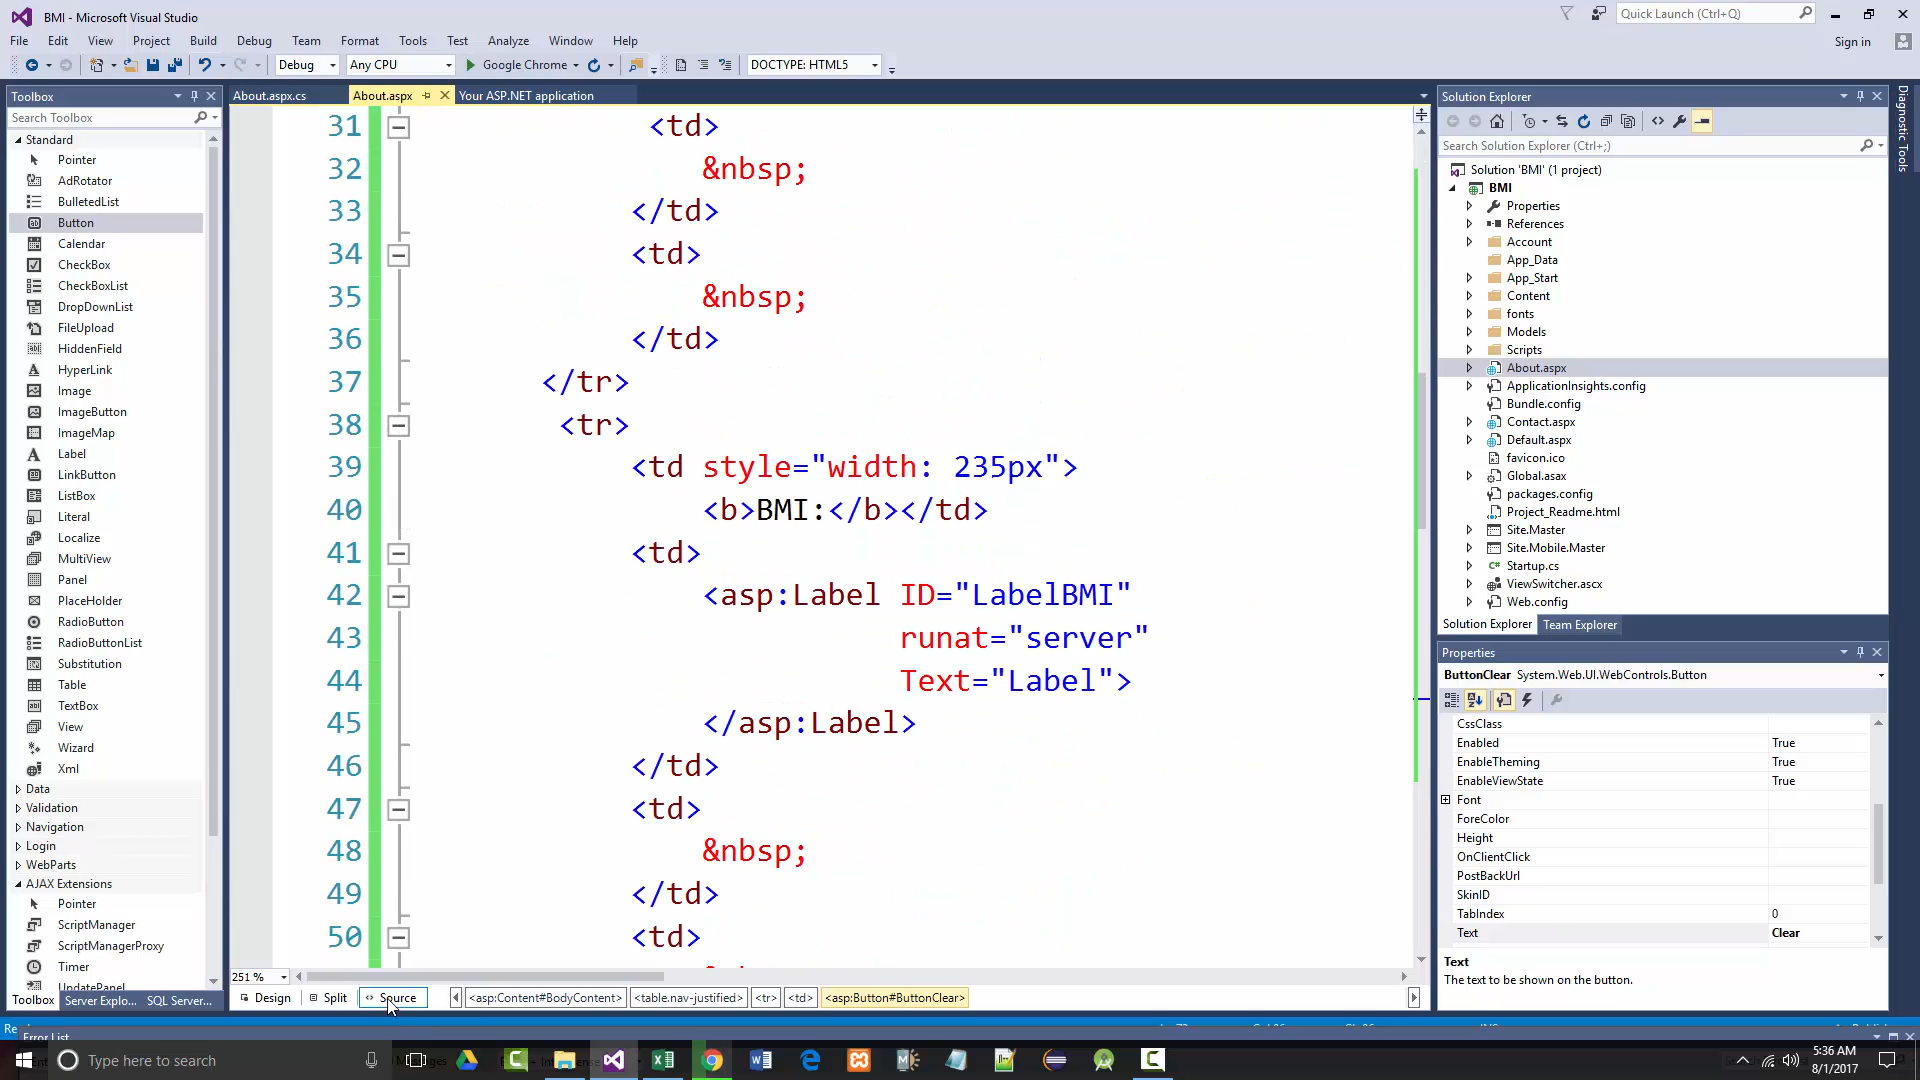 BMI - Microsoft Visual Studio
Quick Launch (Ctrl+Q)
File Edit View Project Build Debug Team Format Tools Test Analyze Window Help
Sign in
Debug Any CPU Google Chrome DOCTYPE: HTML5
Toolbox
Search Toolbox
Standard
Pointer
AdRotator
BulletedList
Button
Calendar
CheckBox
CheckBoxList
DropDownList
FileUpload
HiddenField
HyperLink
Image
ImageButton
ImageMap
Label
LinkButton
ListBox
Literal
Localize
MultiView
Panel
PlaceHolder
RadioButton
RadioButtonList
Substitution
Table
TextBox
View
Wizard
Xml
Data
Validation
Navigation
Login
WebParts
AJAX Extensions
Pointer
ScriptManager
ScriptManagerProxy
Timer
UpdatePanel
Toolbox Server Explo... SQL Server...
About.aspx.cs About.aspx Your ASP.NET application
31 <td>
32 &nbsp;
33 </td>
34 <td>
35 &nbsp;
36 </td>
37 </tr>
38 <tr>
39 <td style="width: 235px">
40 <b>BMI:</b></td>
41 <td>
42 <asp:Label ID="LabelBMI"
43 runat="server"
44 Text="Label">
45 </asp:Label>
46 </td>
47 <td>
48 &nbsp;
49 </td>
50 <td>
251 %
Design Split Source <asp:Content#BodyContent> <table.nav-justified> <tr> <td> <asp:Button#ButtonClear>
Solution Explorer
Search Solution Explorer (Ctrl+;)
Solution 'BMI' (1 project)
BMI
Properties
References
Account
App_Data
App_Start
Content
fonts
Models
Scripts
About.aspx
ApplicationInsights.config
Bundle.config
Contact.aspx
Default.aspx
favicon.ico
Global.asax
packages.config
Project_Readme.html
Site.Master
Site.Mobile.Master
Startup.cs
ViewSwitcher.ascx
Web.config
Solution Explorer Team Explorer
Properties
ButtonClear System.Web.UI.WebControls.Button
CssClass
Enabled True
EnableTheming True
EnableViewState True
Font
ForeColor
Height
OnClientClick
PostBackUrl
SkinID
TabIndex 0
Text Clear
Text
The text to be shown on the button.
Diagnostic Tools
Error List
Type here to search
5:36 AM
8/1/2017